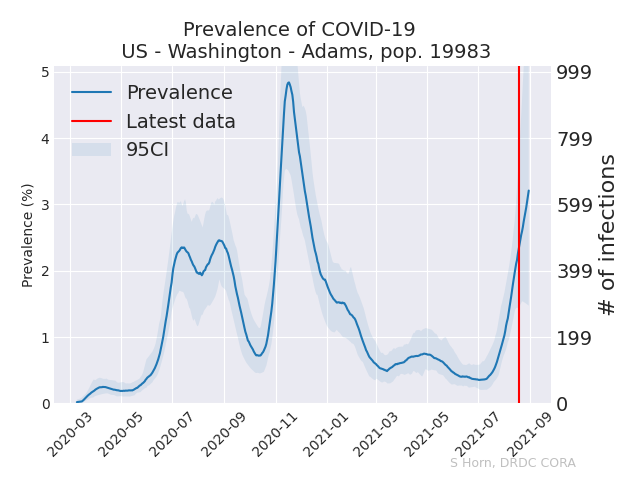 Prevalence of COVID-19
US - Washington - Adams, pop. 19983
Prevalence
Latest data
95CI
Prevalence (%)
5
4
3
2
1
0
999
799
599
399
199
0
# of infections
2020-03
2020-05
2020-07
2020-09
2020-11
2021-01
2021-03
2021-05
2021-07
2021-09
S Horn, DRDC CORA